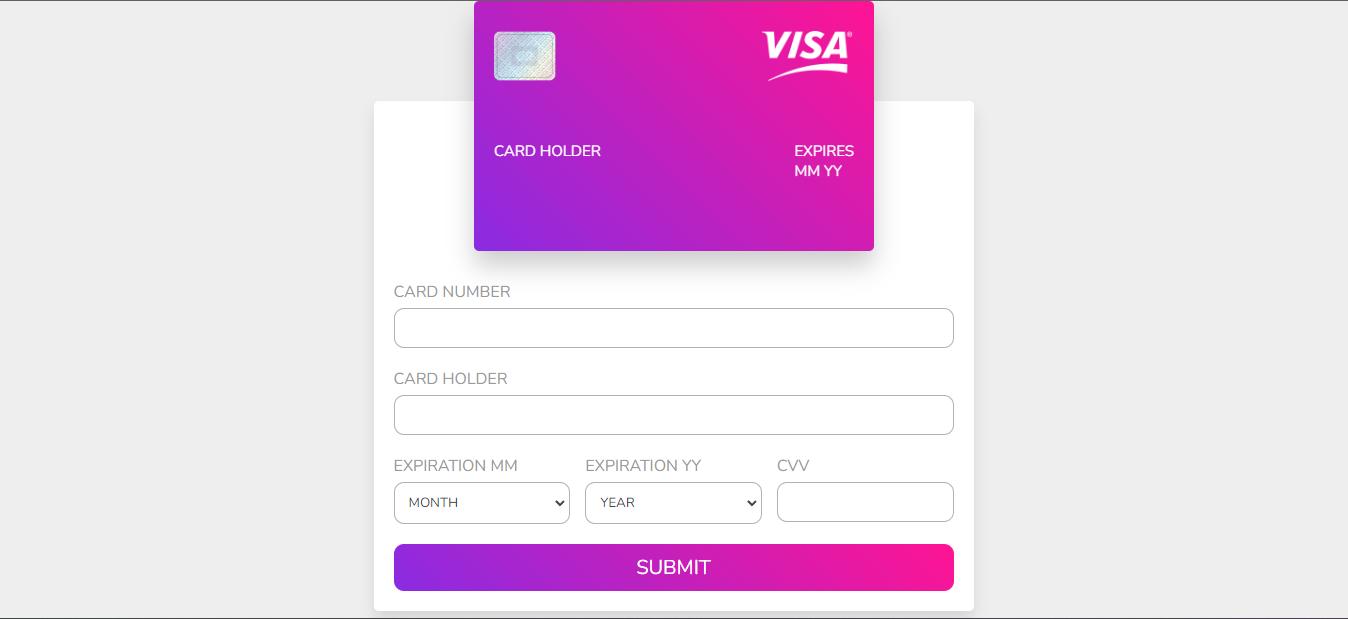 VISA®
CARD HOLDER EXPIRES
MM YY
CARD NUMBER
CARD HOLDER
EXPIRATION MM EXPIRATION YY CVV
MONTH YEAR
SUBMIT